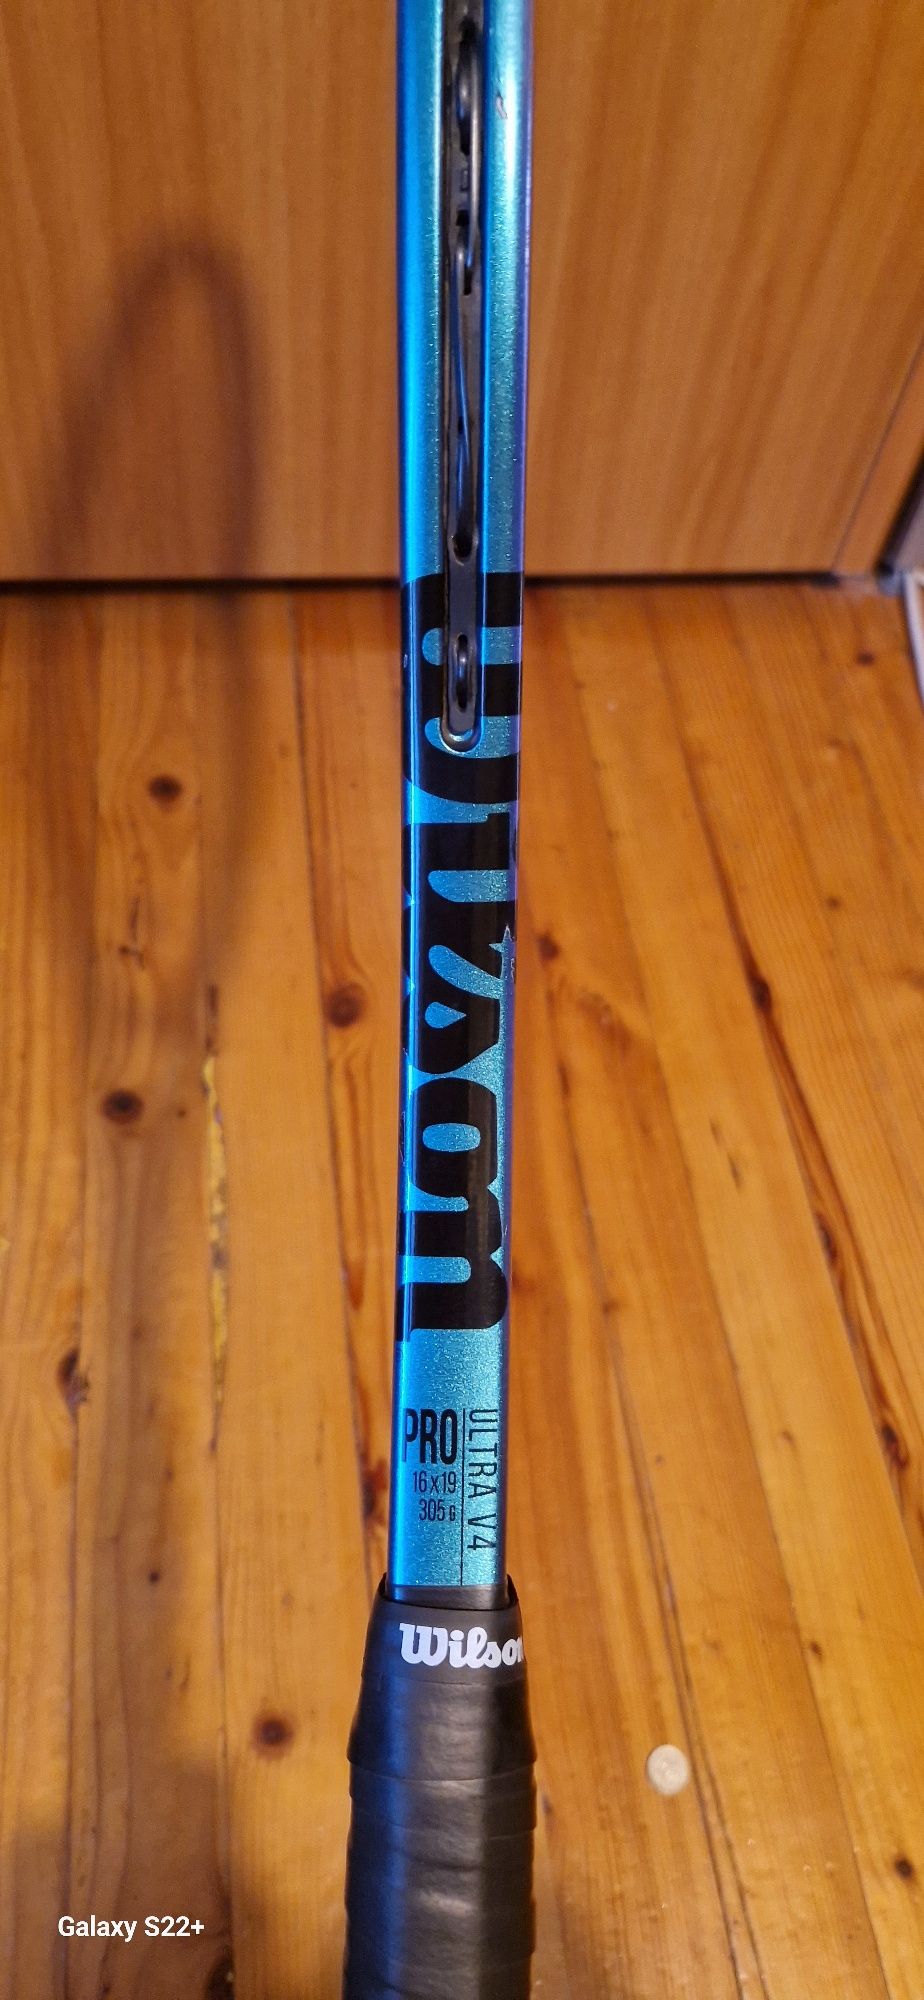 Wilson
PRO
16x19
305 G
ULTRA V4
Wilson
Galaxy S22+